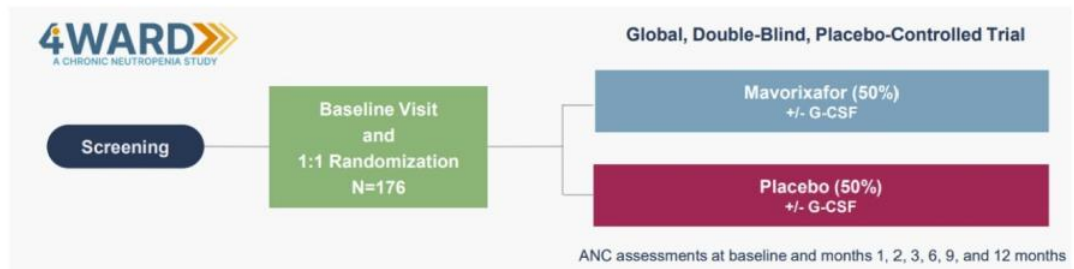 4WARD
A CHRONIC NEUTROPENIA STUDY
Global, Double-Blind, Placebo-Controlled Trial
Screening
Baseline Visit
and
1:1 Randomization
N=176
Mavorixafor (50%)
+/- G-CSF
Placebo (50%)
+/- G-CSF
ANC assessments at baseline and months 1, 2, 3, 6, 9, and 12 months